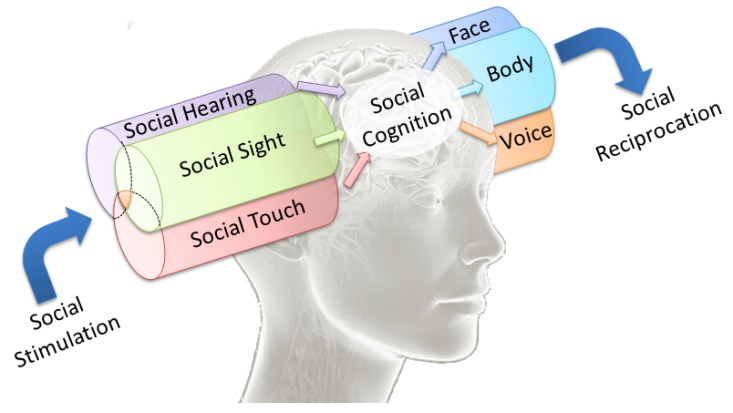 Social Hearing
Social Sight
Social Touch
Social
Stimulation
Social
Cognition
Face
Body
Voice
Social
Reciprocation